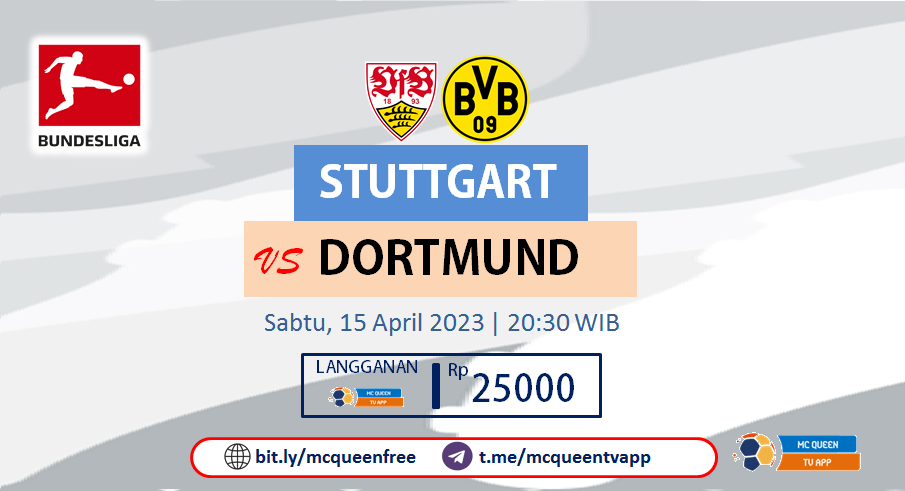 BUNDESLIGA
VfB
18 93
BVB
09
STUTTGART
VS DORTMUND
Sabtu, 15 April 2023 | 20:30 WIB
LANGGANAN
MC QUEEN
TV APP
Rp 25000
bit.ly/mcqueenfree t.me/mcqueentvapp
MC QUEEN
TV APP